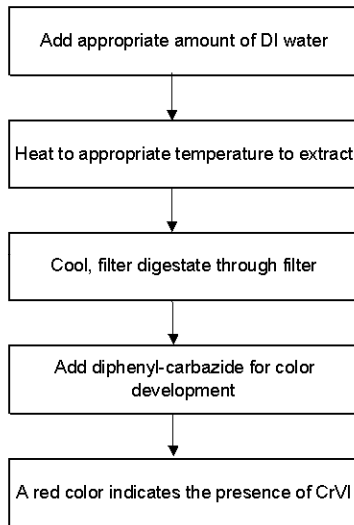 Add appropriate amount of DI water
Heat to appropriate temperature to extract
Cool, filter digestate through filter
Add diphenyl-carbazide for color
development
A red color indicates the presence of CrVI